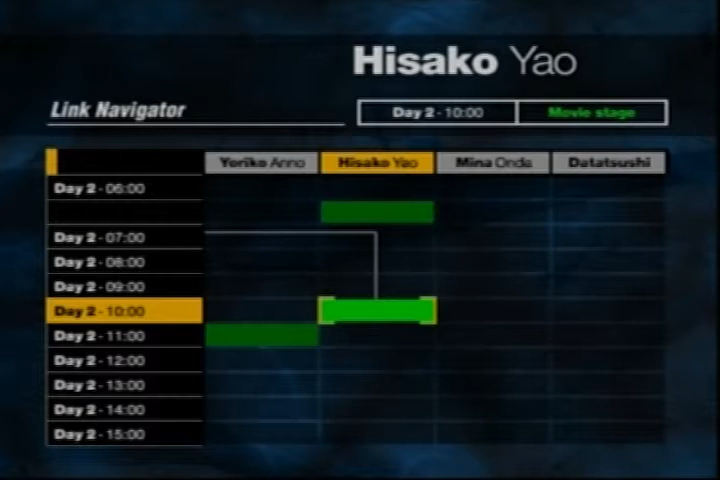 Hisako Yao
Link Navigator
Day 2 - 10:00 Movie stage
Yoriko Anno Hisako Yao Mina Onda Datatsushi
Day 2 - 06:00
Day 2 - 07:00
Day 2 - 08:00
Day 2 - 09:00
Day 2 - 10:00
Day 2 - 11:00
Day 2 - 12:00
Day 2 - 13:00
Day 2 - 14:00
Day 2 - 15:00